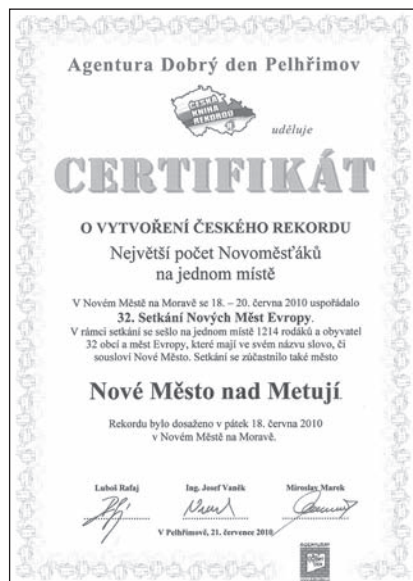 Agentura Dobrý den Pelhřimov
ČESKÁ
KNIHA
REKORDŮ
uděluje
CERTIFIKÁT
O VYTVOŘENÍ ČESKÉHO REKORDU
Největší počet Novoměšťáků
na jednom místě
V Novém Městě na Moravě se 18. – 20. června 2010 uspořádalo
32. Setkání Nových Měst Evropy.
V rámci setkání se sešlo na jednom místě 1214 rodáků a obyvatel
32 obcí a měst Evropy, které mají ve svém názvu slovo, či
sousloví Nové Město. Setkání se zúčastnilo také město
Nové Město nad Metují.
Rekordu bylo dosaženo v pátek 18. června 2010
v Novém Městě na Moravě.
Luboš Rafaj Ing. Josef Vaněk Miroslav Marek
V Pelhřimově, 21. července 2010